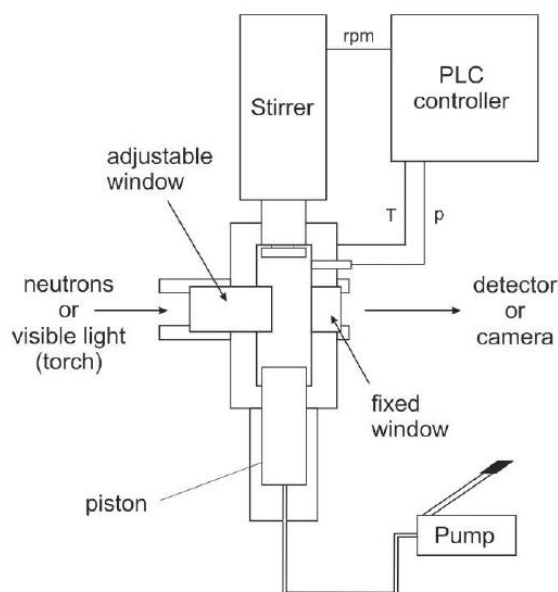 rpm
PLC
controller
Stirrer
adjustable
window
T
p
neutrons
or
visible light
(torch)
detector
or
camera
fixed
window
piston
Pump